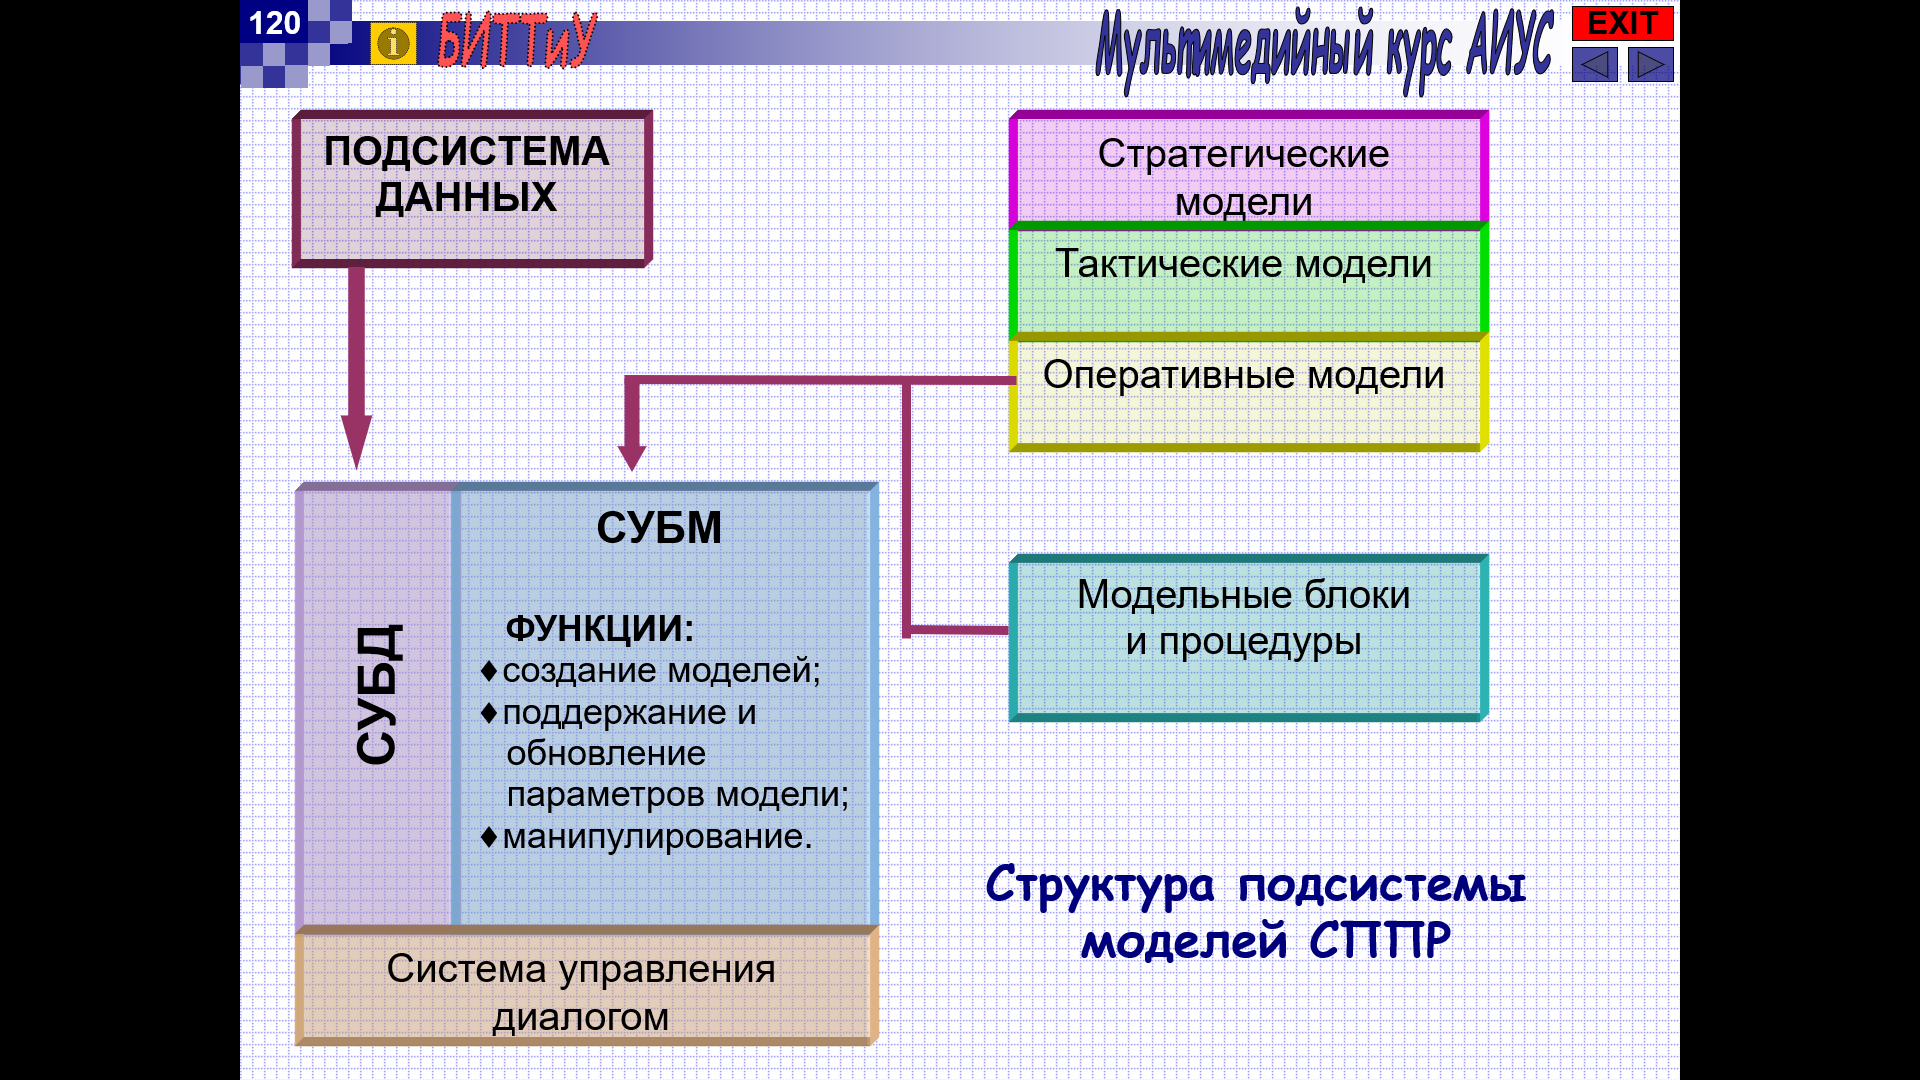 120
БИТТиУ
Мультимедийный курс АИУС
EXIT
ПОДСИСТЕМА
ДАННЫХ
Стратегические
модели
Тактические модели
Оперативные модели
СУБД
СУБМ
ФУНКЦИИ:
♦создание моделей;
♦поддержание и
обновление
параметров модели;
♦манипулирование.
Модельные блоки
и процедуры
Система управления
диалогом
Структура подсистемы
моделей СППР